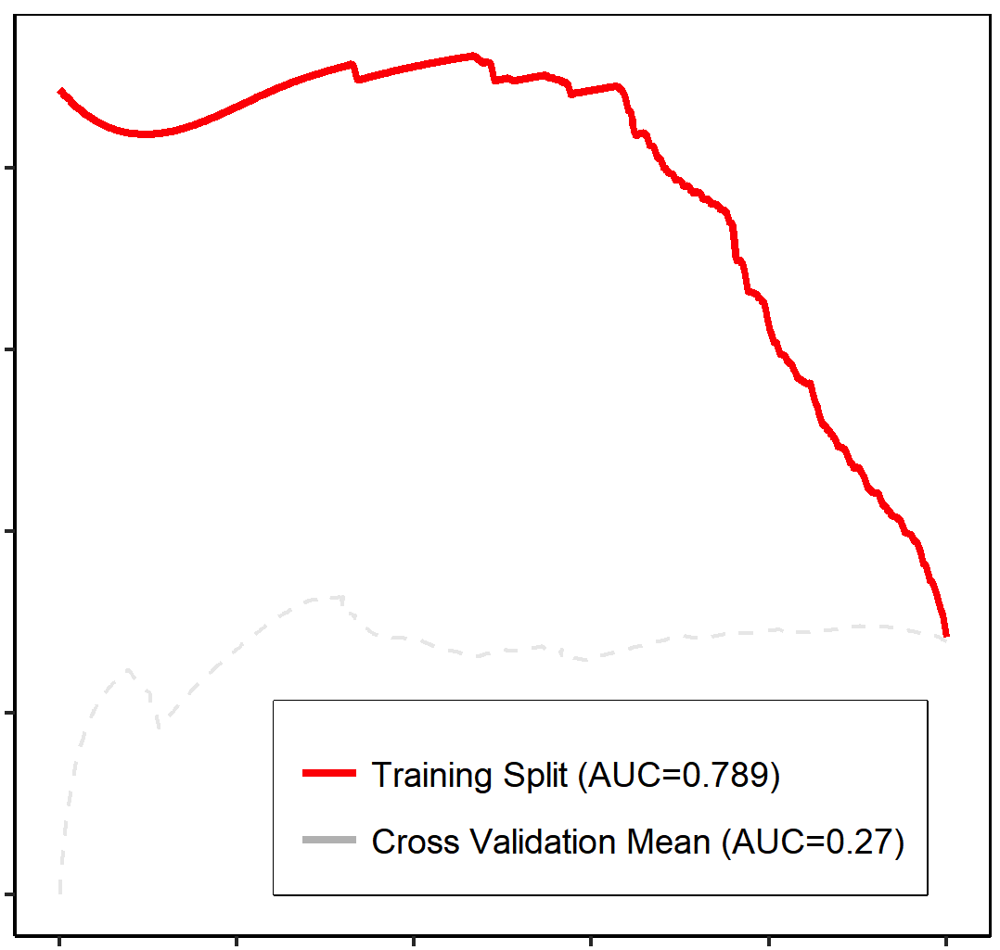 Training Split (AUC=0.789)
Cross Validation Mean (AUC=0.27)